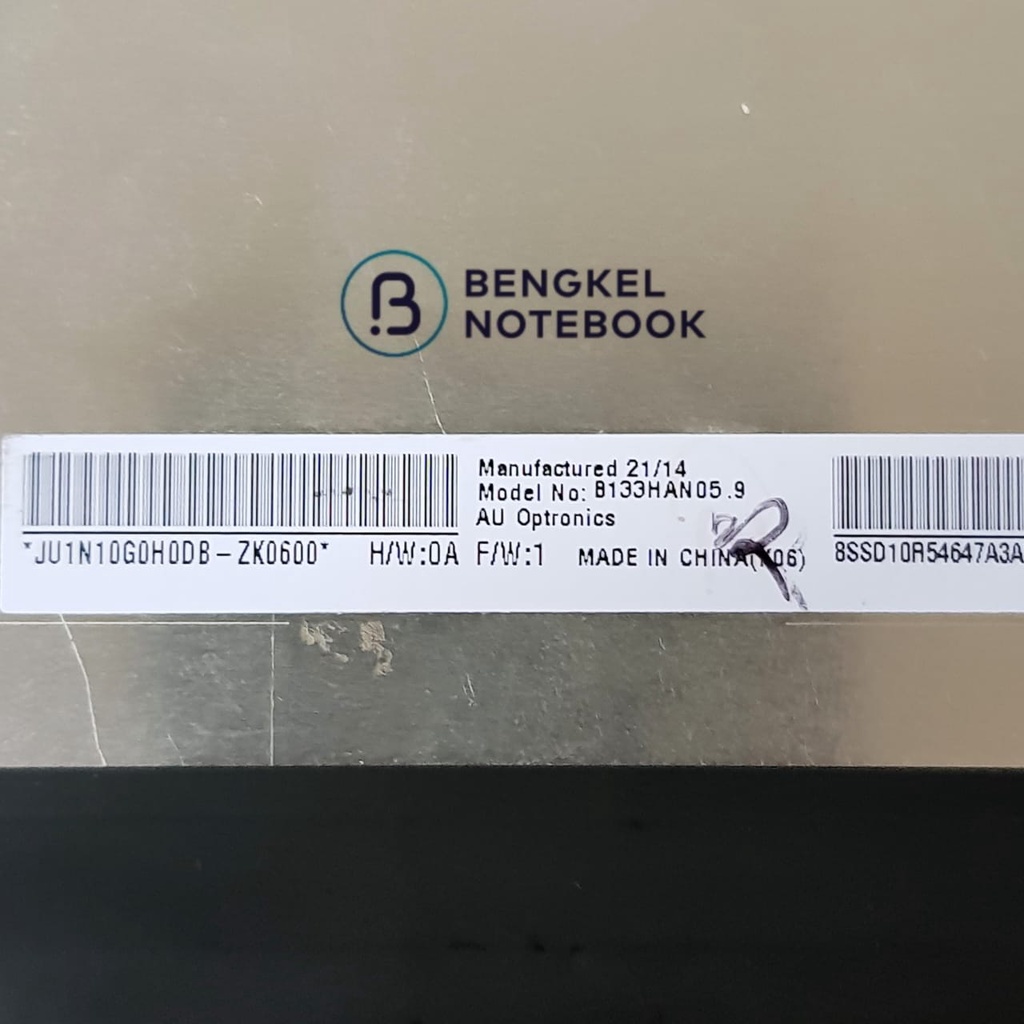 BENGKEL
NOTEBOOK
Manufactured 21/14
Model No: B133HAN05.9
AU Optronics
*JU1N10G0H0DB-ZK0600* H/W:0A F/W:1 MADE IN CHINA(K06) 8SSD10R54647A3A